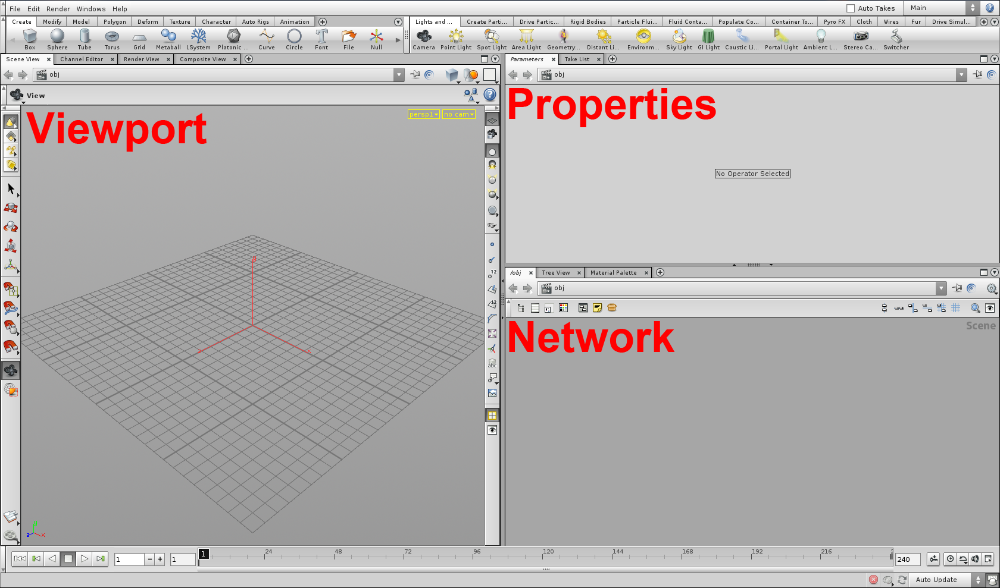 File Edit Render Windows Help
Auto Takes Main
Create Modify Model Polygon Deform Texture Character Auto Rigs Animation
Lights and ... Create Parti... Drive Partic... Rigid Bodies Particle Flui... Fluid Conta... Populate Co... Container To... Pyro FX Cloth Wires Fur Drive Simul...
Box Sphere Tube Torus Grid Metaball LSystem Platonic ... Curve Circle Font File Null
Camera Point Light Spot Light Area Light Geometry... Distant Li... Environm... Sky Light GI Light Caustic Li... Portal Light Ambient L... Stereo Ca... Switcher
Scene View Channel Editor Render View Composite View
Parameters Take List
obj
obj
View
Viewport
persp1 no cam
Properties
No Operator Selected
/obj Tree View Material Palette
obj
Network
Scene
12
12
abc
y
z x
1 1 1 24 48 72 96 120 144 168 192 216 2 240
Auto Update